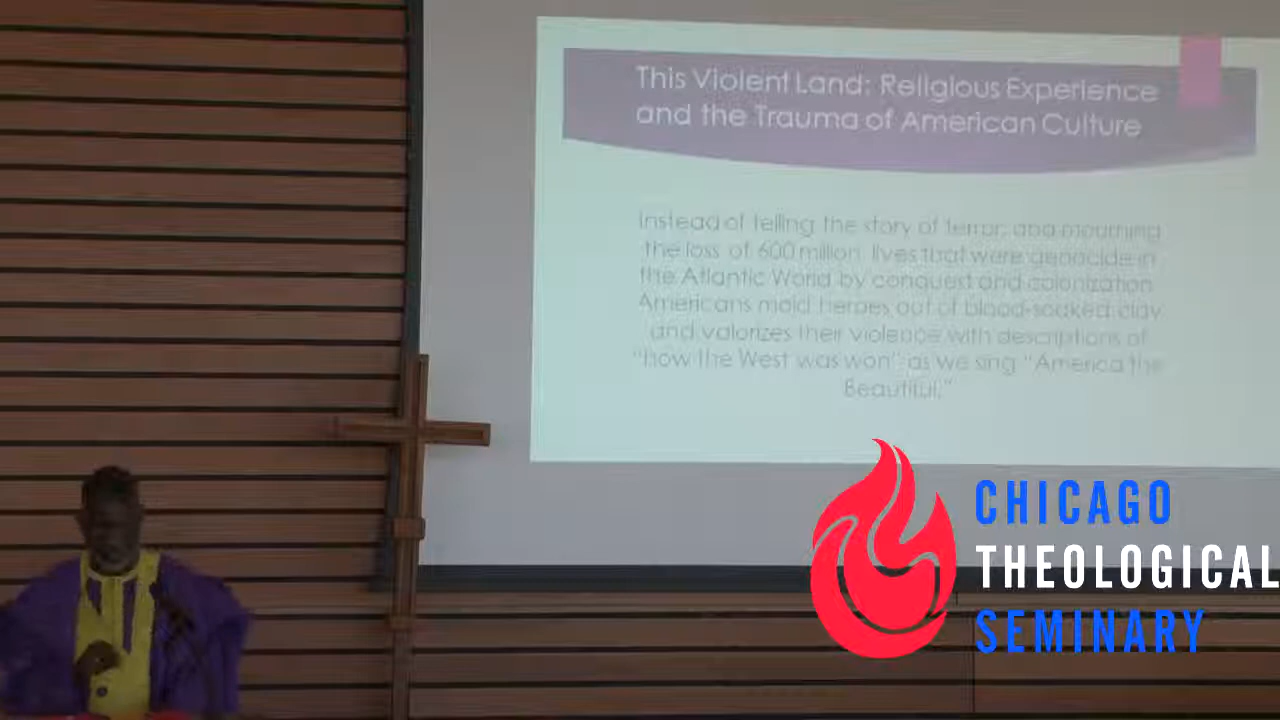 This Violent Land: Religious Experience
and the Trauma of American Culture
Instead of telling the story of terror, and mourning
the loss of 600 million lives that were genocide in
the Atlantic World by conquest and colonization
Americans mold heroes out of blood-soaked clay
and valorizes their violence with descriptions of
"how the West was won" as we sing "America the
Beautiful."
CHICAGO
THEOLOGICAL
SEMINARY